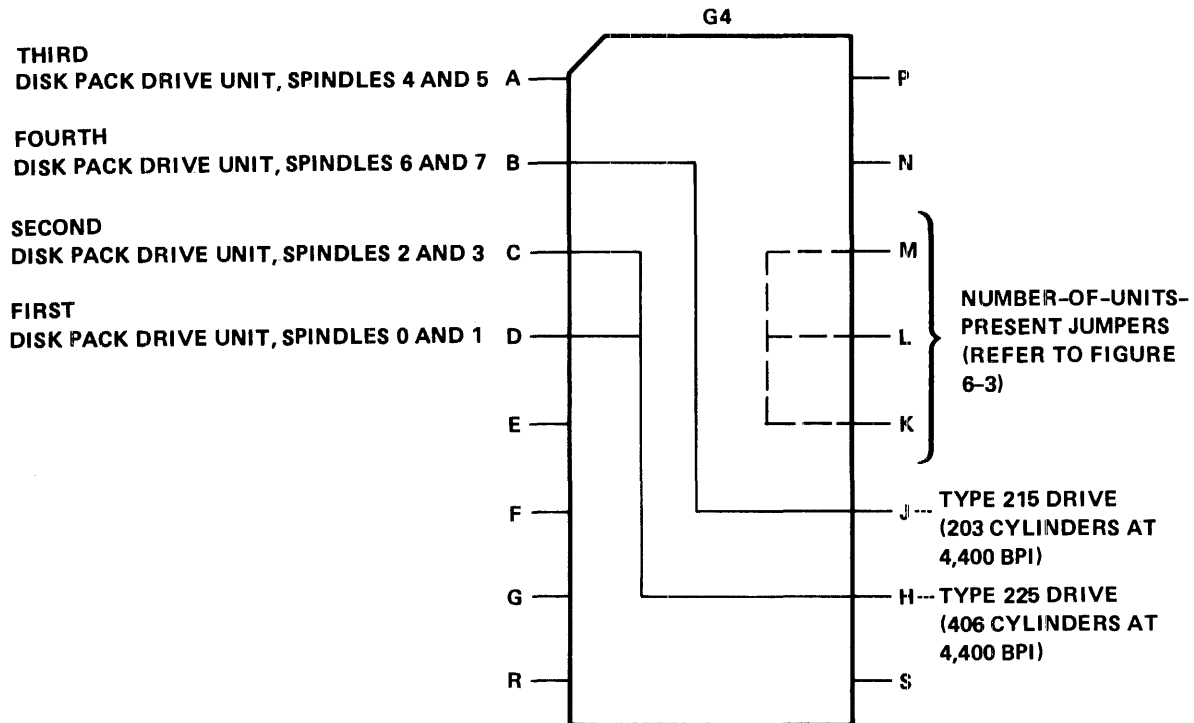 G4
THIRD
DISK PACK DRIVE UNIT, SPINDLES 4 AND 5 A
P
FOURTH
DISK PACK DRIVE UNIT, SPINDLES 6 AND 7 B
N
SECOND
DISK PACK DRIVE UNIT, SPINDLES 2 AND 3 C
M
FIRST
DISK PACK DRIVE UNIT, SPINDLES 0 AND 1 D
L
NUMBER-OF-UNITS-
PRESENT JUMPERS
(REFER TO FIGURE
6-3)
E
K
F
J --- TYPE 215 DRIVE
(203 CYLINDERS AT
4,400 BPI)
G
H --- TYPE 225 DRIVE
(406 CYLINDERS AT
4,400 BPI)
R
S